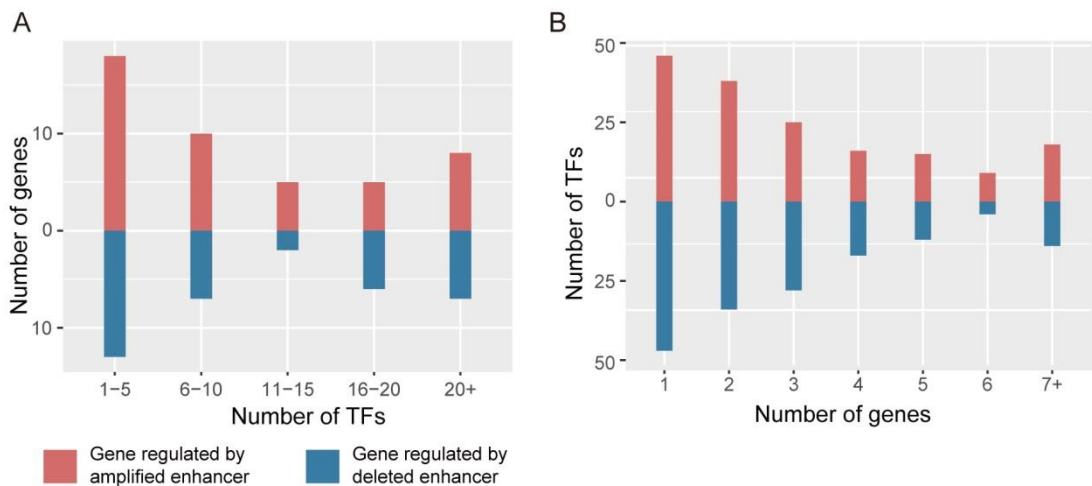 A
Number of genes
10
0
10
1−5 6−10 11−15 16−20 20+
Number of TFs
B
Number of TFs
50
25
0
25
50
1 2 3 4 5 6 7+
Number of genes
Gene regulated by
amplified enhancer
Gene regulated by
deleted enhancer